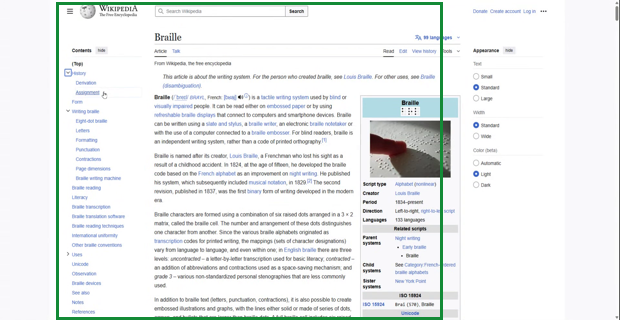 WIKIPEDIA
The Free Encyclopedia
Search Wikipedia
Search
Donate Create account Log in •••
Contents hide
(Top)
History
Derivation
Assignment
Form
Writing braille
Eight-dot braille
Letters
Formatting
Punctuation
Contractions
Page dimensions
Braille writing machine
Braille reading
Literacy
Braille transcription
Braille translation software
Braille reading techniques
International uniformity
Other braille conventions
Uses
Unicode
Observation
Braille devices
See also
Notes
References
Braille
98 languages
Article Talk
Read Edit View history Tools
From Wikipedia, the free encyclopedia
This article is about the writing system. For the person who created braille, see Louis Braille. For other uses, see Braille
(disambiguation).
is a tactile writing system used by blind or
visually impaired people. It can be read either on embossed paper or by using
refreshable braille displays that connect to computers and smartphone devices. Braille
can be written using a slate and stylus, a braille writer, an electronic braille notetaker or
with the use of a computer connected to a braille embosser. For blind readers, braille is
an independent writing system, rather than a code of printed orthography.[1]
Braille is named after its creator, Louis Braille, a Frenchman who lost his sight as a
result of a childhood accident. In 1824, at the age of fifteen, he developed the braille
code based on the French alphabet as an improvement on night writing. He published
his system, which subsequently included musical notation, in 1829.[2] The second
revision, published in 1837, was the first binary form of writing developed in the modern
era.
Braille characters are formed using a combination of six raised dots arranged in a 3 × 2
matrix, called the braille cell. The number and arrangement of these dots distinguishes
one character from another. Since the various braille alphabets originated as
transcription codes for printed writing, the mappings (sets of character designations)
vary from language to language, and even within one; in English braille there are three
levels: uncontracted – a letter-by-letter transcription used for basic literacy; contracted –
an addition of abbreviations and contractions used as a space-saving mechanism; and
grade 3 – various non-standardized personal stenographies that are less commonly
used.
In addition to braille text (letters, punctuation, contractions), it is also possible to create
embossed illustrations and graphs, with the lines either solid or made of series of dots,
Braille
Script type Alphabet (nonlinear)
Creator Louis Braille
Period 1834–present
Direction Left-to-right, right-to-left script
Languages 133 languages
Related scripts
Parent systems Night writing
• Early braille
• Braille
Child systems See Category:French-ordered braille alphabets
Sister systems New York Point
ISO 15924
ISO 15924 Brai (570), Braille
Unicode
Appearance hide
Text
Small
Standard
Large
Width
Standard
Wide
Color (beta)
Automatic
Light
Dark